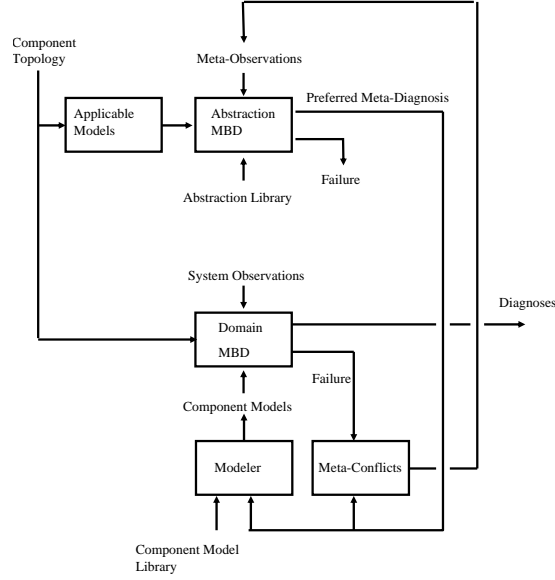 Component
Topology
Meta-Observations
Preferred Meta-Diagnosis
Applicable
Models
Abstraction
MBD
Failure
Abstraction Library
System Observations
Diagnoses
Domain
MBD
Failure
Component Models
Modeler
Meta-Conflicts
Component Model
Library